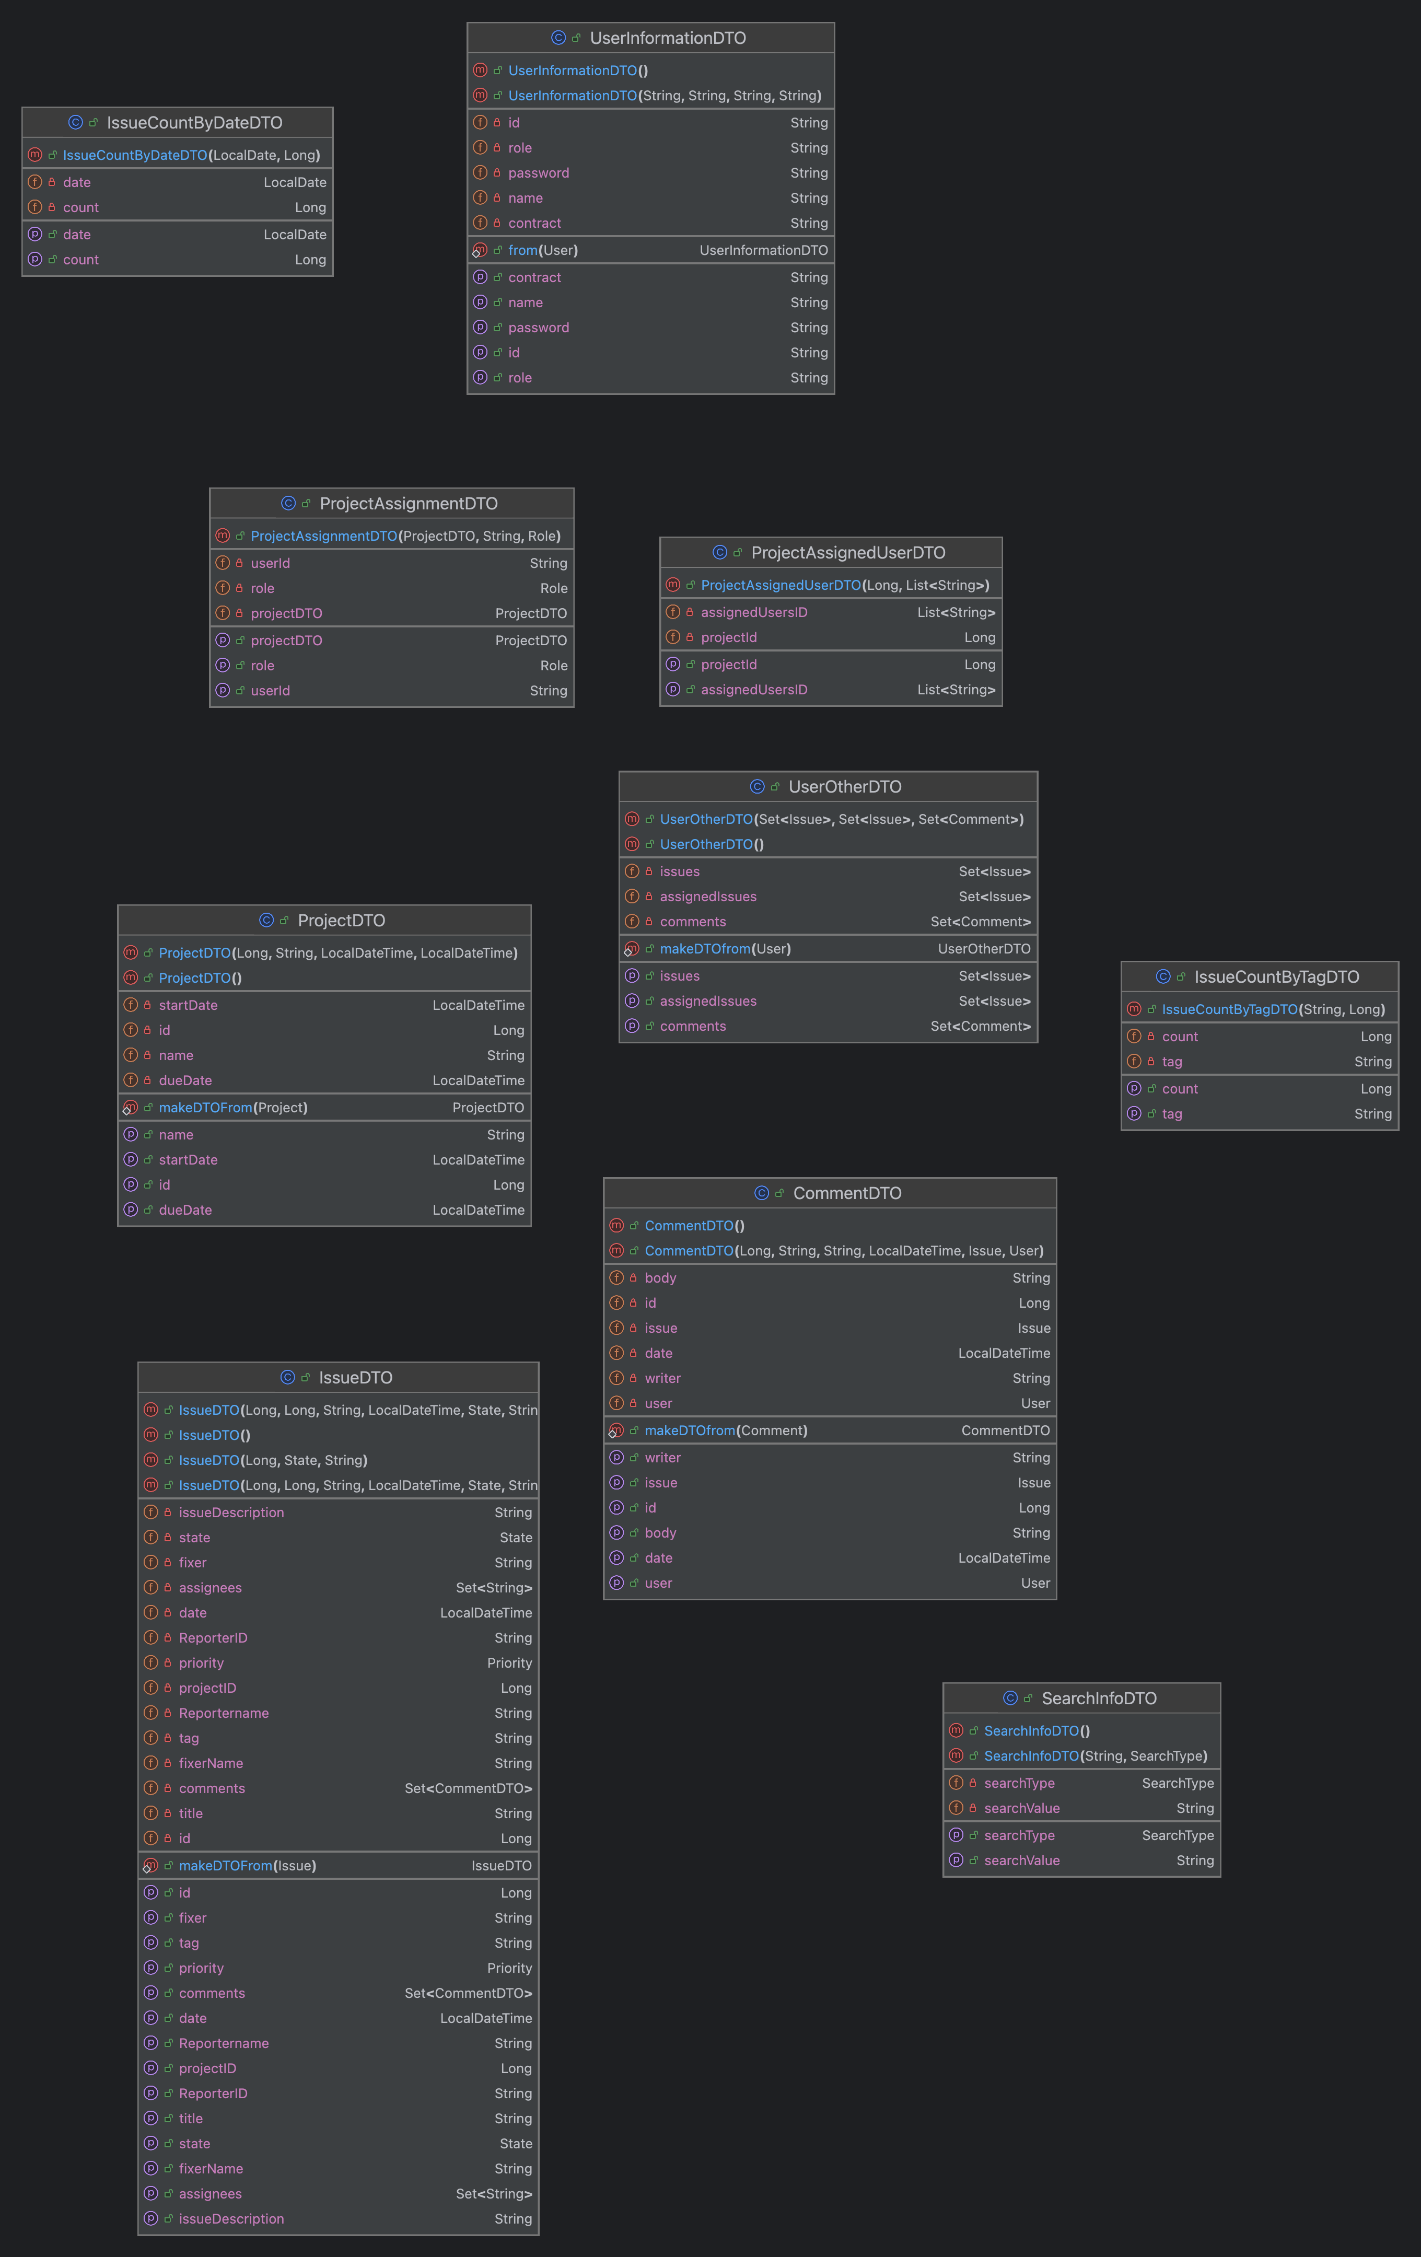 UserInformationDTO
UserInformationDTO()
UserInformationDTO(String, String, String, String)
id String
role String
password String
name String
contract String
from(User) UserInformationDTO
contract String
name String
password String
id String
role String
IssueCountByDateDTO
IssueCountByDateDTO(LocalDate, Long)
date LocalDate
count Long
date LocalDate
count Long
ProjectAssignmentDTO
ProjectAssignmentDTO(ProjectDTO, String, Role)
userId String
role Role
projectDTO ProjectDTO
projectDTO ProjectDTO
role Role
userId String
ProjectAssignedUserDTO
ProjectAssignedUserDTO(Long, List<String>)
assignedUsersID List<String>
projectId Long
projectId Long
assignedUsersID List<String>
UserOtherDTO
UserOtherDTO(Set<Issue>, Set<Issue>, Set<Comment>)
UserOtherDTO()
issues Set<Issue>
assignedIssues Set<Issue>
comments Set<Comment>
makeDTOfrom(User) UserOtherDTO
issues Set<Issue>
assignedIssues Set<Issue>
comments Set<Comment>
ProjectDTO
ProjectDTO(Long, String, LocalDateTime, LocalDateTime)
ProjectDTO()
startDate LocalDateTime
id Long
name String
dueDate LocalDateTime
makeDTOFrom(Project) ProjectDTO
name String
startDate LocalDateTime
id Long
dueDate LocalDateTime
IssueCountByTagDTO
IssueCountByTagDTO(String, Long)
count Long
tag String
count Long
tag String
CommentDTO
CommentDTO()
CommentDTO(Long, String, String, LocalDateTime, Issue, User)
body String
id Long
issue Issue
date LocalDateTime
writer String
user User
makeDTOfrom(Comment) CommentDTO
writer String
issue Issue
id Long
body String
date LocalDateTime
user User
IssueDTO
IssueDTO(Long, Long, String, LocalDateTime, State, Strin
IssueDTO()
IssueDTO(Long, State, String)
IssueDTO(Long, Long, String, LocalDateTime, State, Strin
issueDescription String
state State
fixer String
assignees Set<String>
date LocalDateTime
ReporterID String
priority Priority
projectID Long
Reportername String
tag String
fixerName String
comments Set<CommentDTO>
title String
id Long
makeDTOFrom(Issue) IssueDTO
id Long
fixer String
tag String
priority Priority
comments Set<CommentDTO>
date LocalDateTime
Reportername String
projectID Long
ReporterID String
title String
state State
fixerName String
assignees Set<String>
issueDescription String
SearchInfoDTO
SearchInfoDTO()
SearchInfoDTO(String, SearchType)
searchType SearchType
searchValue String
searchType SearchType
searchValue String